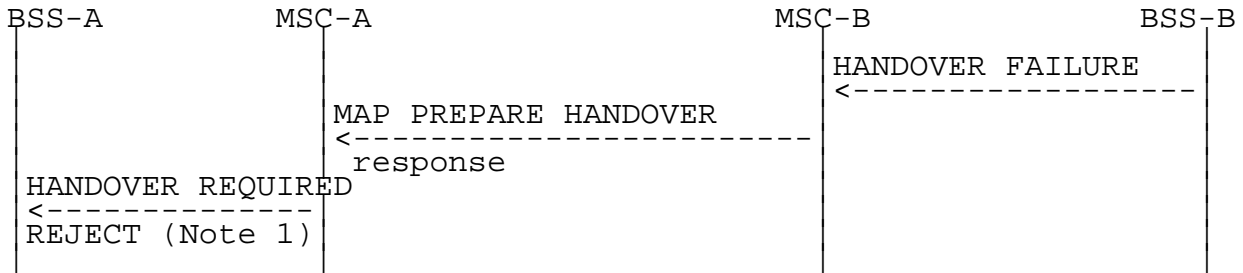 BSS-A MSC-A MSC-B BSS-B
HANDOVER FAILURE
MAP PREPARE HANDOVER
response
HANDOVER REQUIRED
REJECT (Note 1)